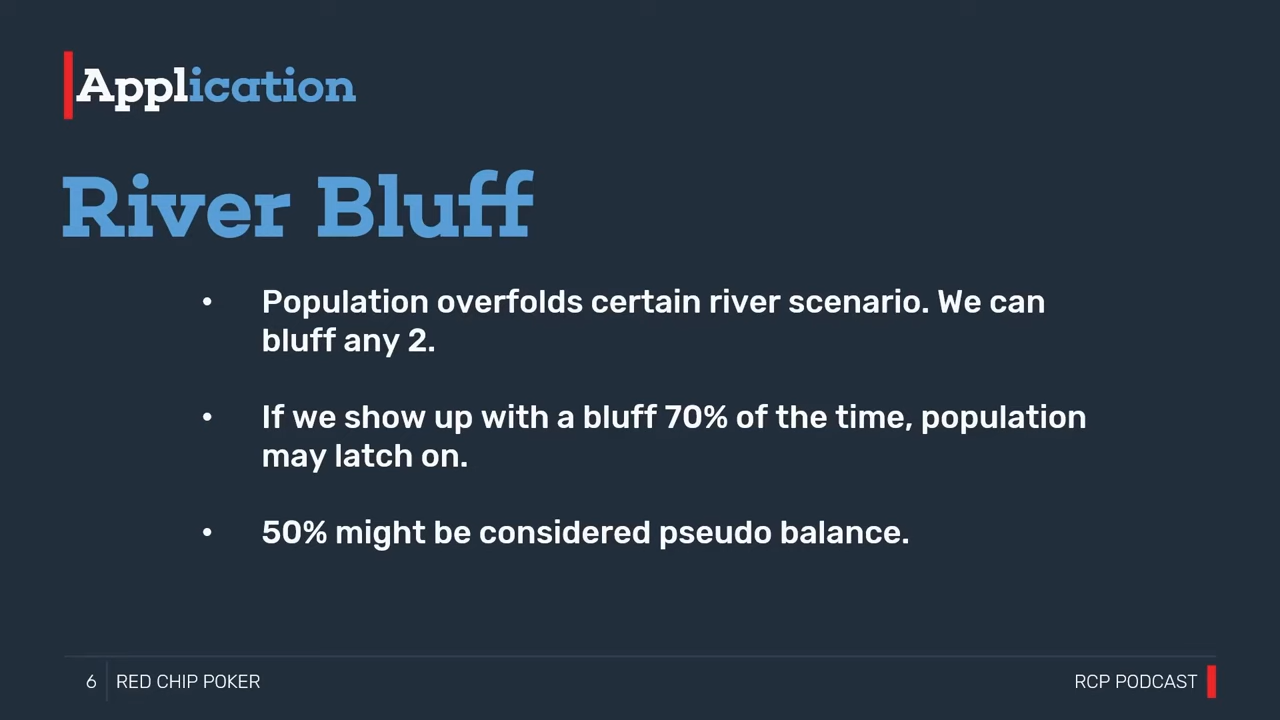 Application
River Bluff
• Population overfolds certain river scenario. We can
bluff any 2.
• If we show up with a bluff 70% of the time, population
may latch on.
• 50% might be considered pseudo balance.
6 RED CHIP POKER
RCP PODCAST